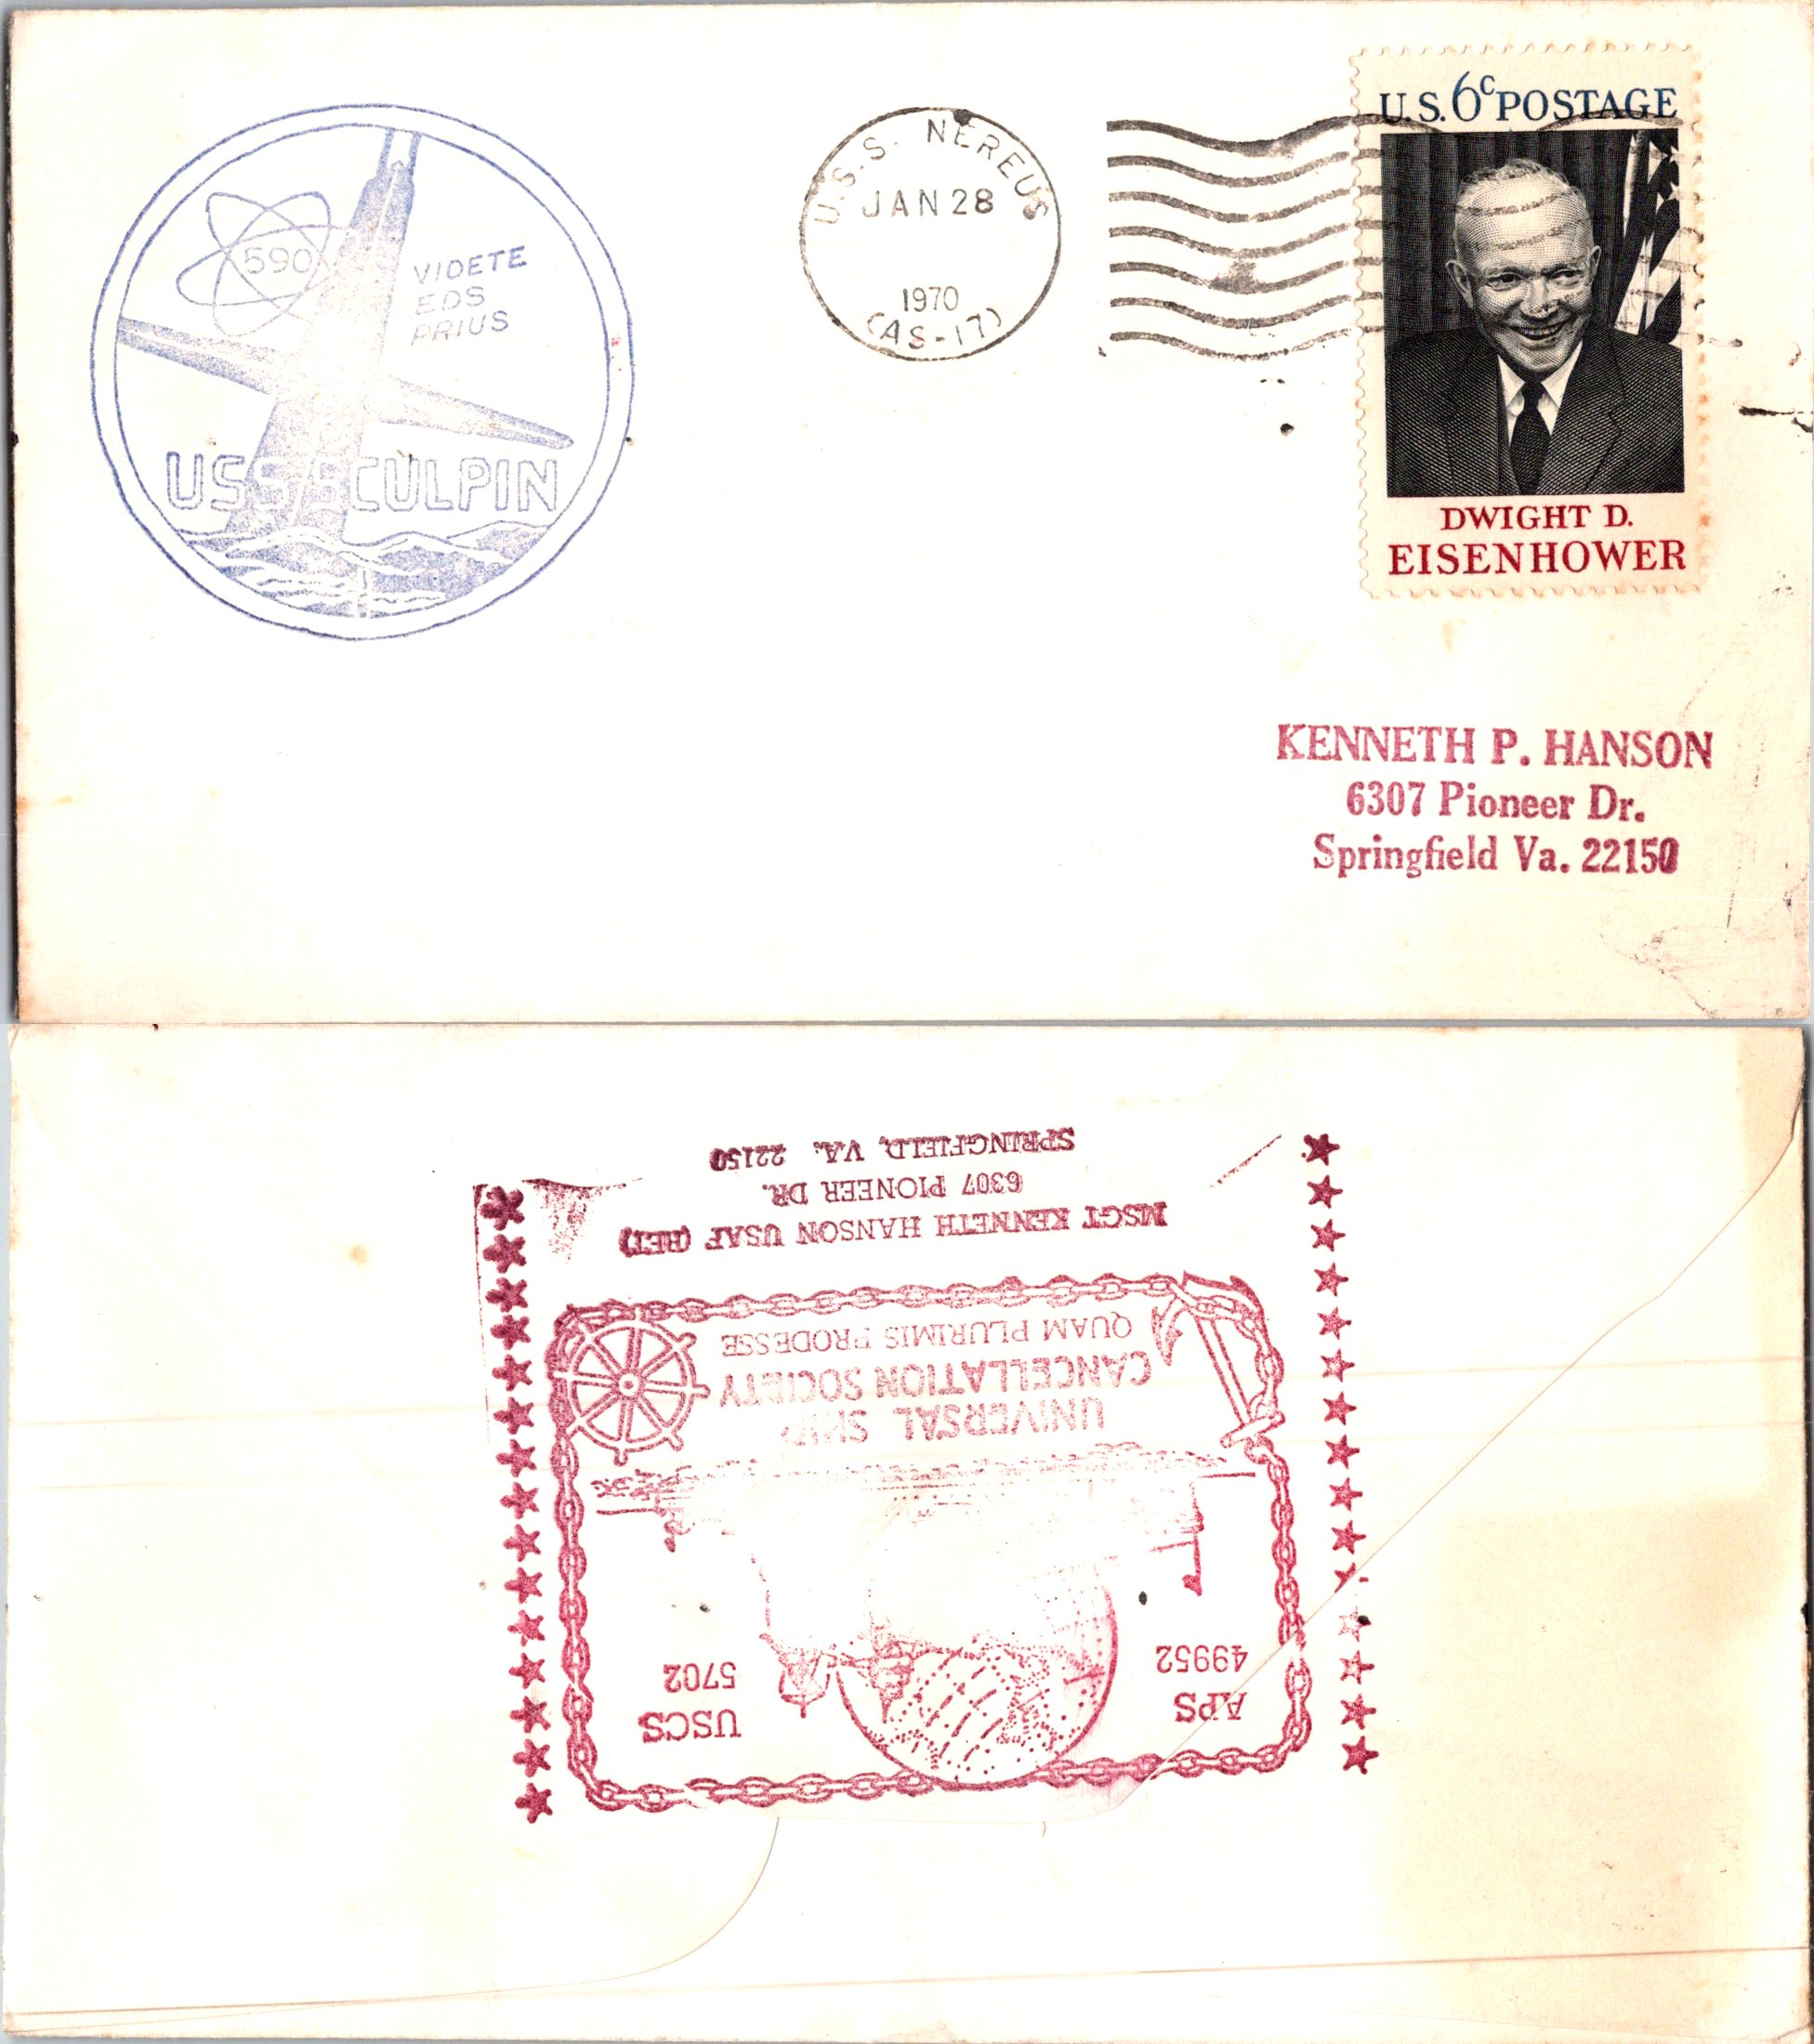 590
VIDETE
EOS
PRIUS
USS SCULPIN
U.S.S. NEREUS
JAN 28
1970
(AS-17)
U.S. 6c POSTAGE
DWIGHT D.
EISENHOWER
KENNETH P. HANSON
6307 Pioneer Dr.
Springfield Va. 22150
APS
49952
USCS
5702
UNIVERSAL SHIP
CANCELLATION SOCIETY
QUAM PLURIMIS PRODESSE
MSGT KENNETH HANSON USAF (RET)
6307 PIONEER DR.
SPRINGFIELD, VA. 22150